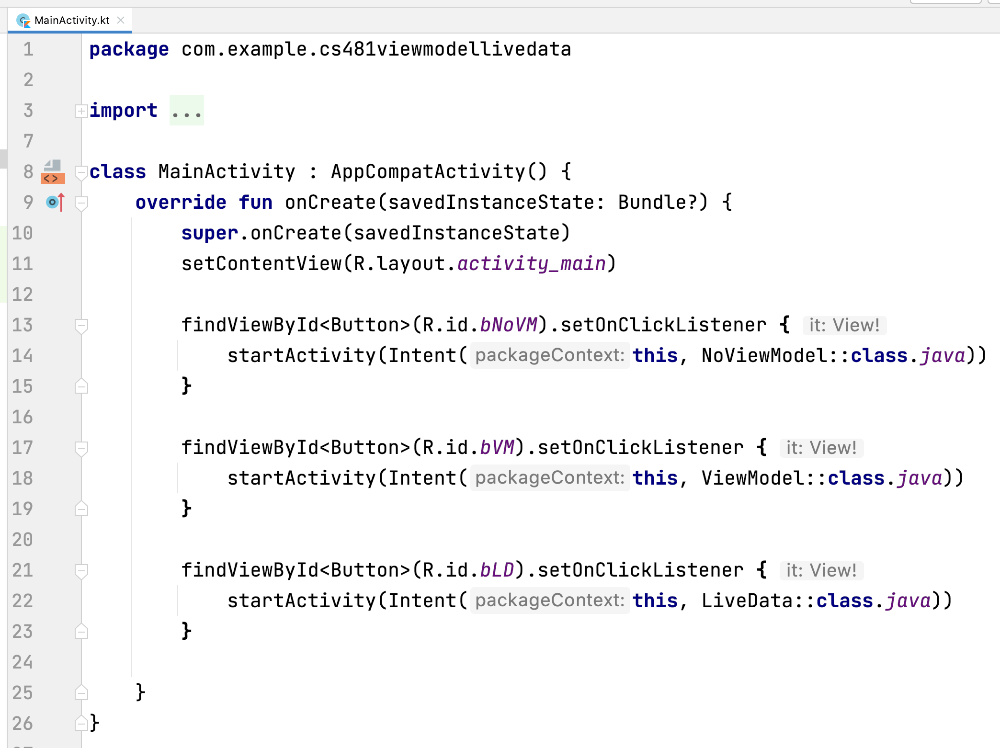 MainActivity.kt
1 package com.example.cs481viewmodellivedata
2
3 import ...
7
8 class MainActivity : AppCompatActivity() {
9 override fun onCreate(savedInstanceState: Bundle?) {
10 super.onCreate(savedInstanceState)
11 setContentView(R.layout.activity_main)
12
13 findViewById<Button>(R.id.bNoVM).setOnClickListener { it: View!
14 startActivity(Intent( packageContext: this, NoViewModel::class.java))
15 }
16
17 findViewById<Button>(R.id.bVM).setOnClickListener { it: View!
18 startActivity(Intent( packageContext: this, ViewModel::class.java))
19 }
20
21 findViewById<Button>(R.id.bLD).setOnClickListener { it: View!
22 startActivity(Intent( packageContext: this, LiveData::class.java))
23 }
24
25 }
26 }